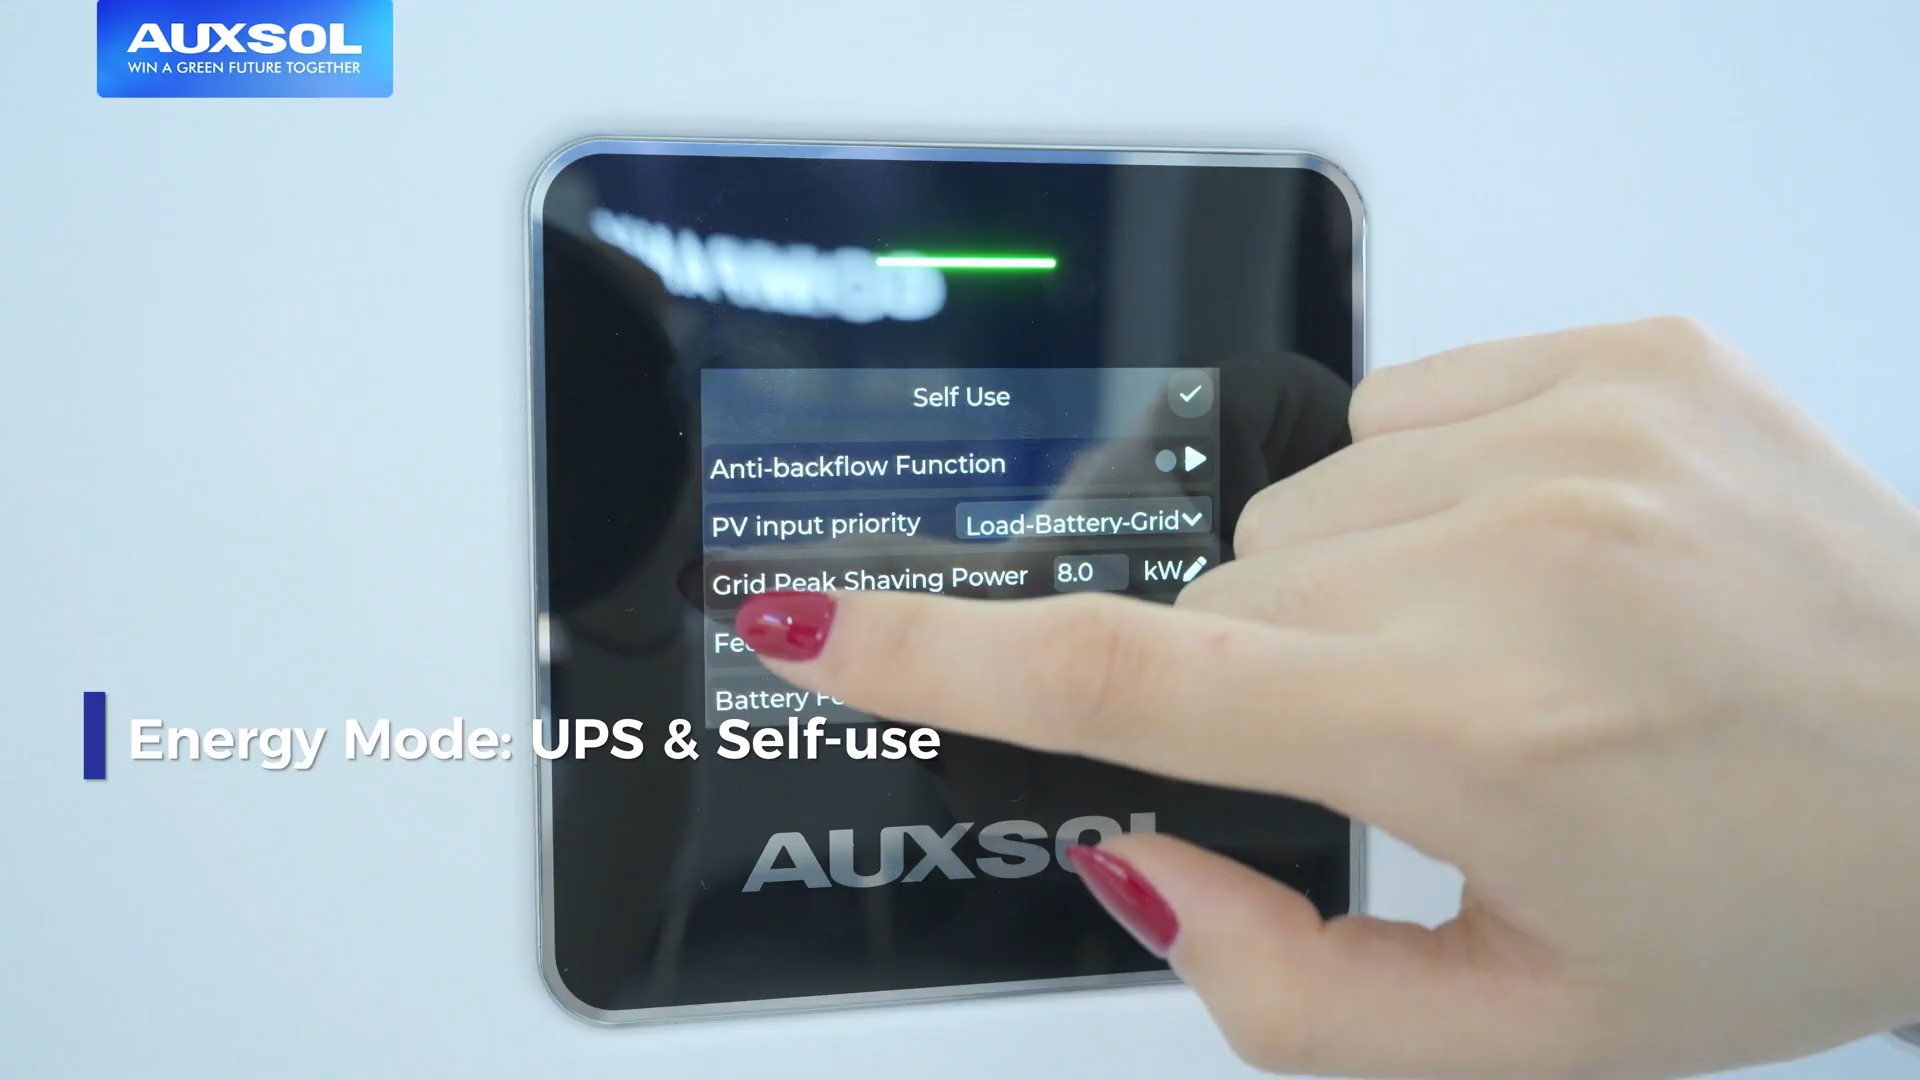 AUXSOL
WIN A GREEN FUTURE TOGETHER
Self Use
Anti-backflow Function
PV input priority Load-Battery-Grid
Grid Peak Shaving Power 8.0 kW
Battery
Energy Mode: UPS & Self-use
AUXSOL